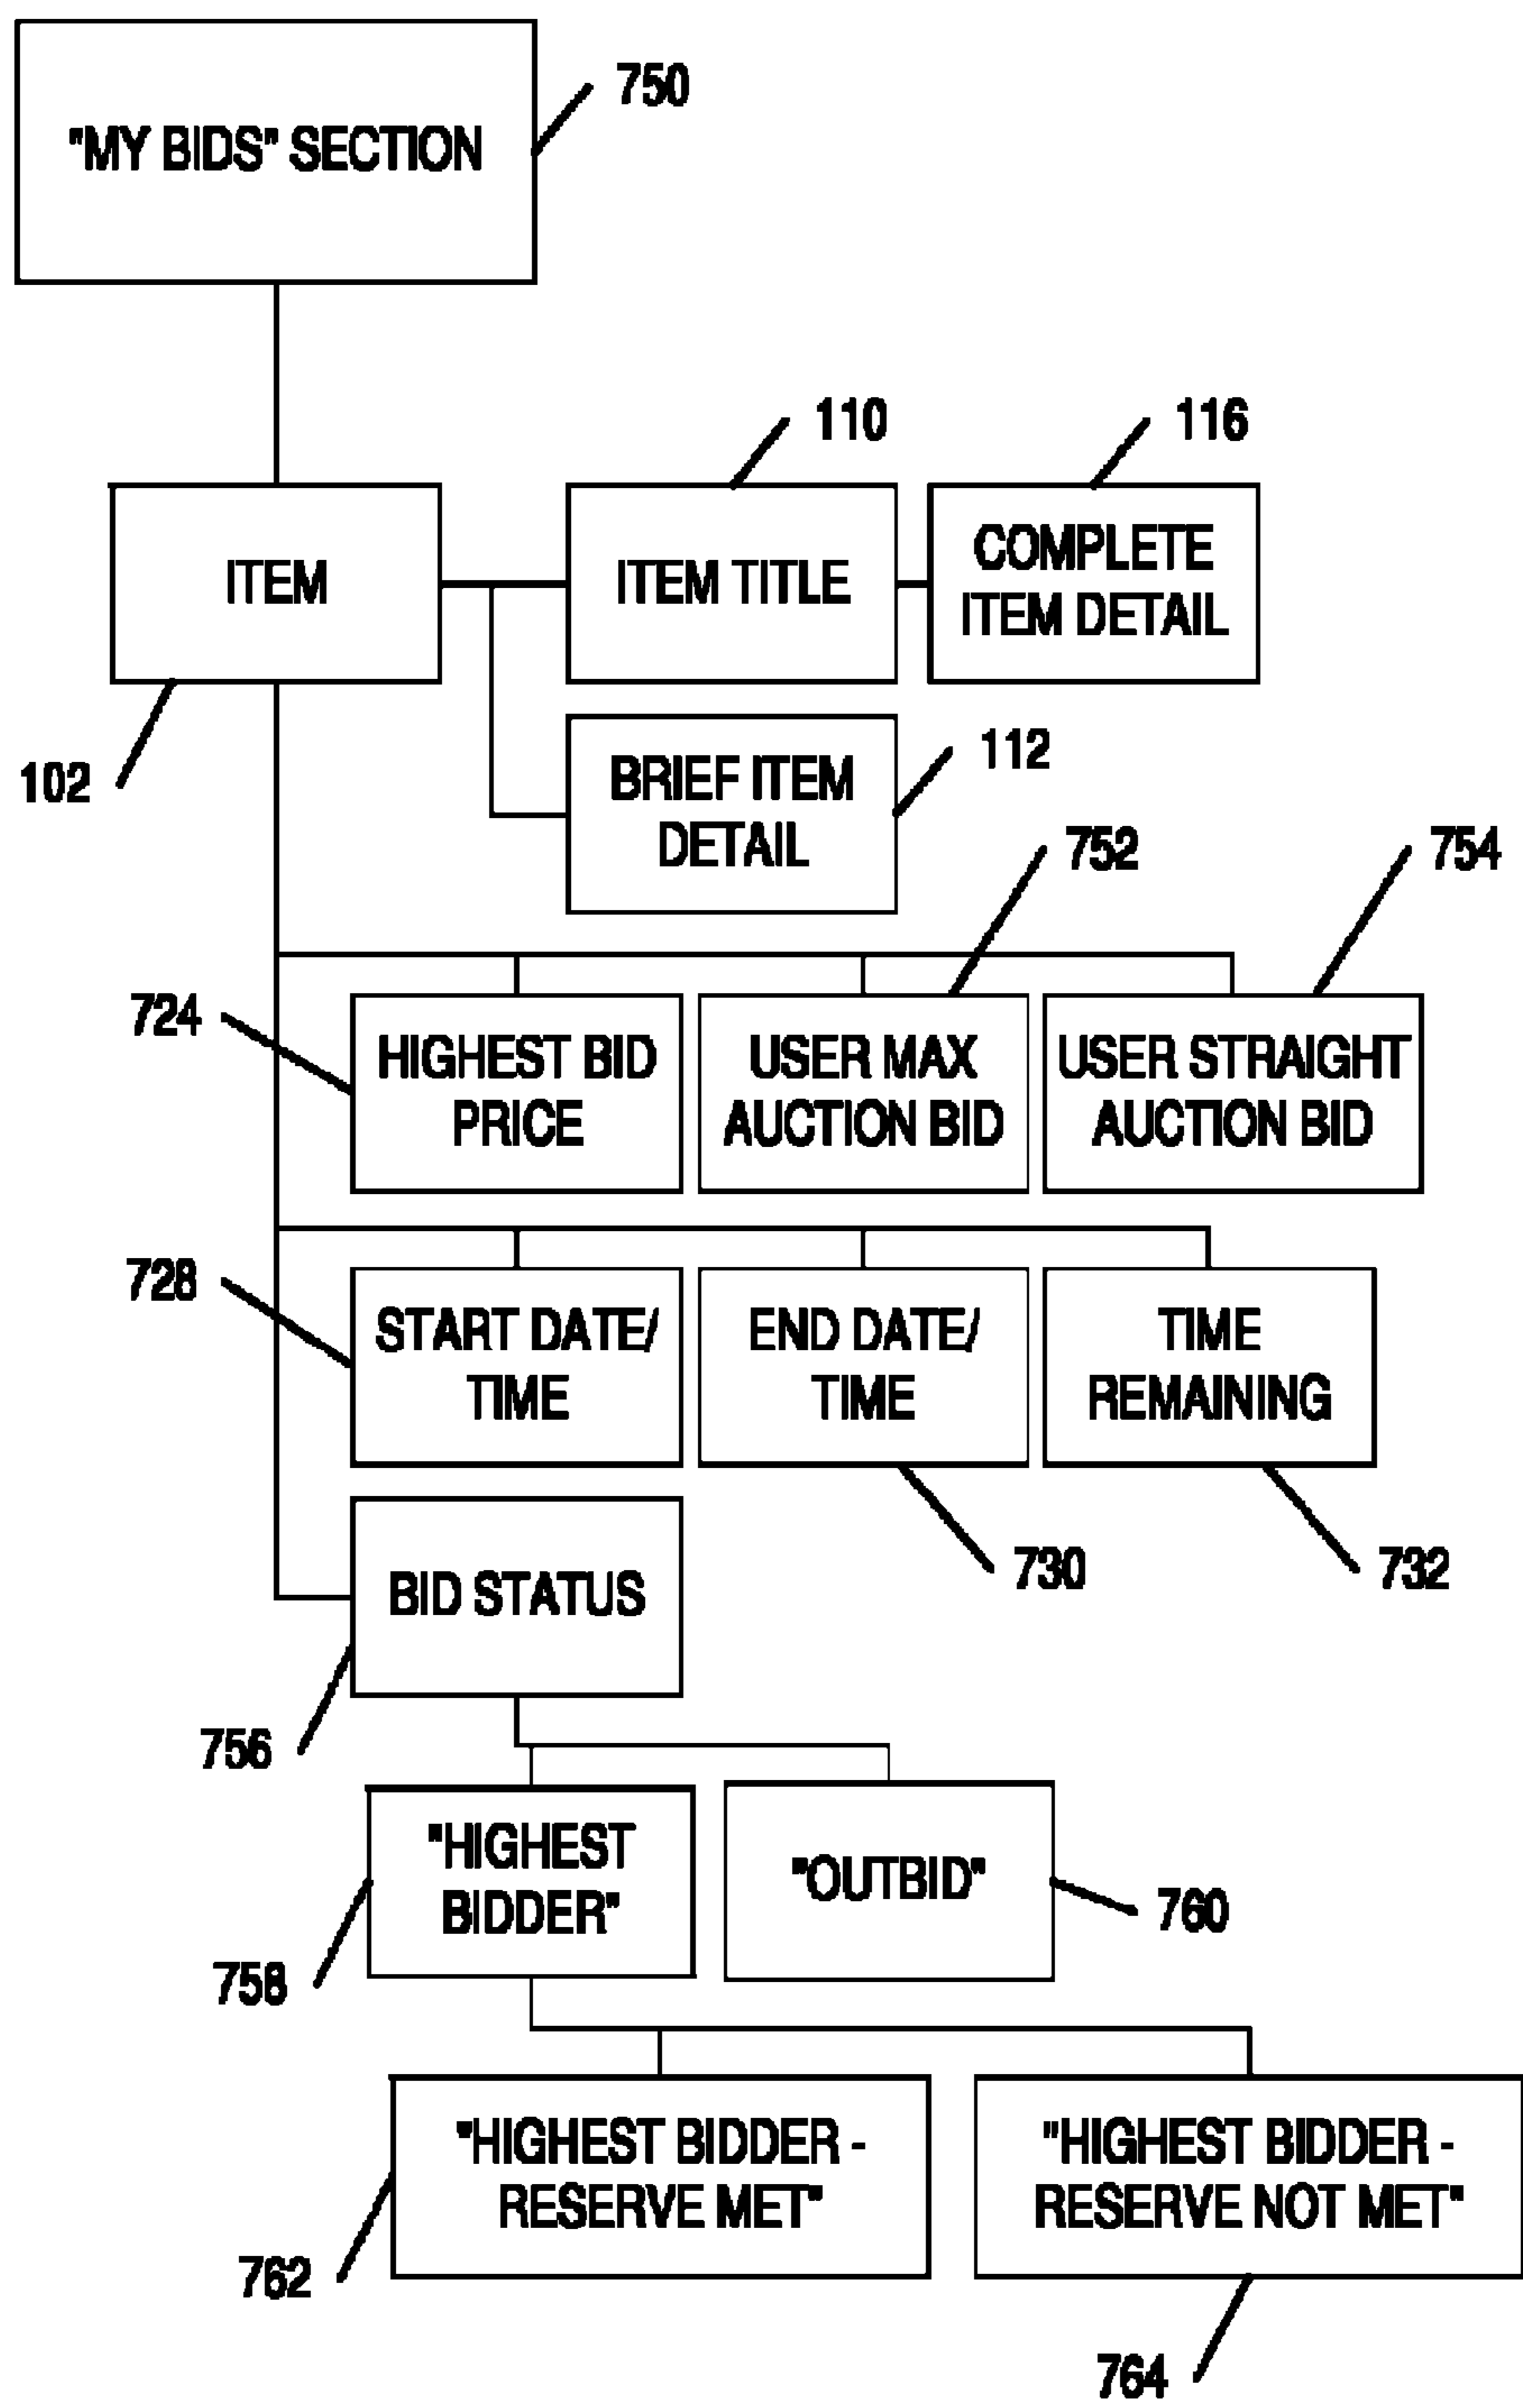 750
"MY BIDS" SECTION
110
116
ITEM
ITEM TITLE
COMPLETE
ITEM DETAIL
102
112
BRIEF ITEM
DETAIL
752
754
724
HIGHEST BID
PRICE
USER MAX
AUCTION BID
USER STRAIGHT
AUCTION BID
728
START DATE/
TIME
END DATE/
TIME
TIME
REMAINING
730
732
BID STATUS
756
"HIGHEST
BIDDER"
"OUTBID"
760
758
"HIGHEST BIDDER -
RESERVE MET"
"HIGHEST BIDDER -
RESERVE NOT MET"
762
764